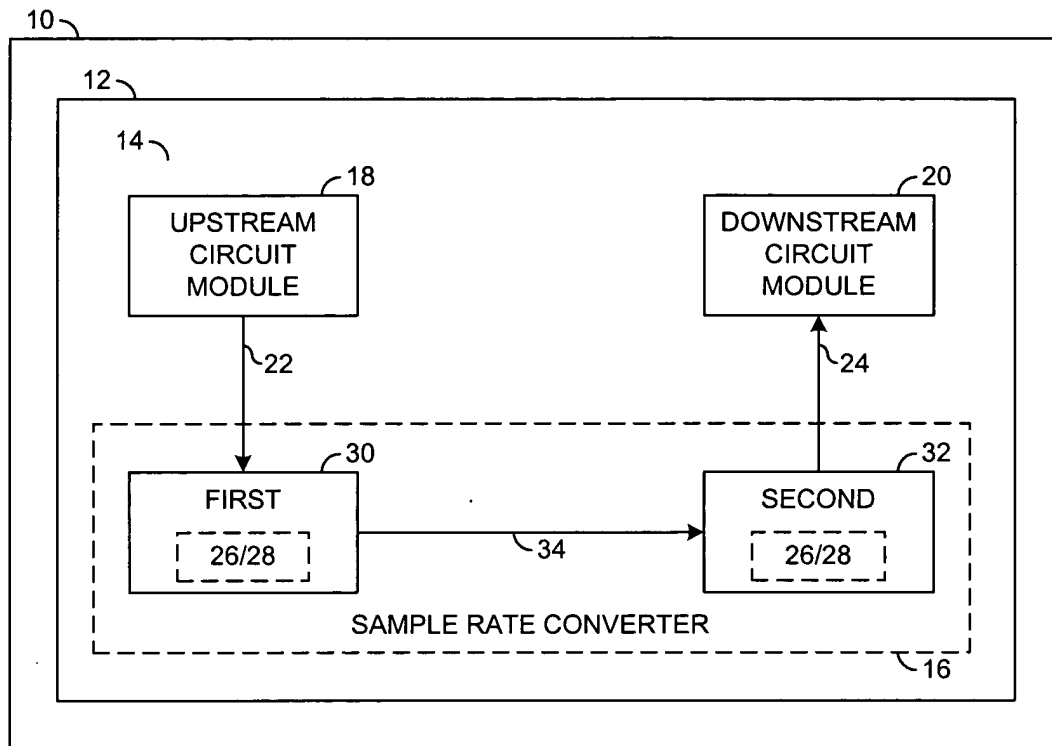 10
12
14
18
20
UPSTREAM
CIRCUIT
MODULE
DOWNSTREAM
CIRCUIT
MODULE
22
24
30
32
FIRST
26/28
34
SECOND
26/28
SAMPLE RATE CONVERTER
16